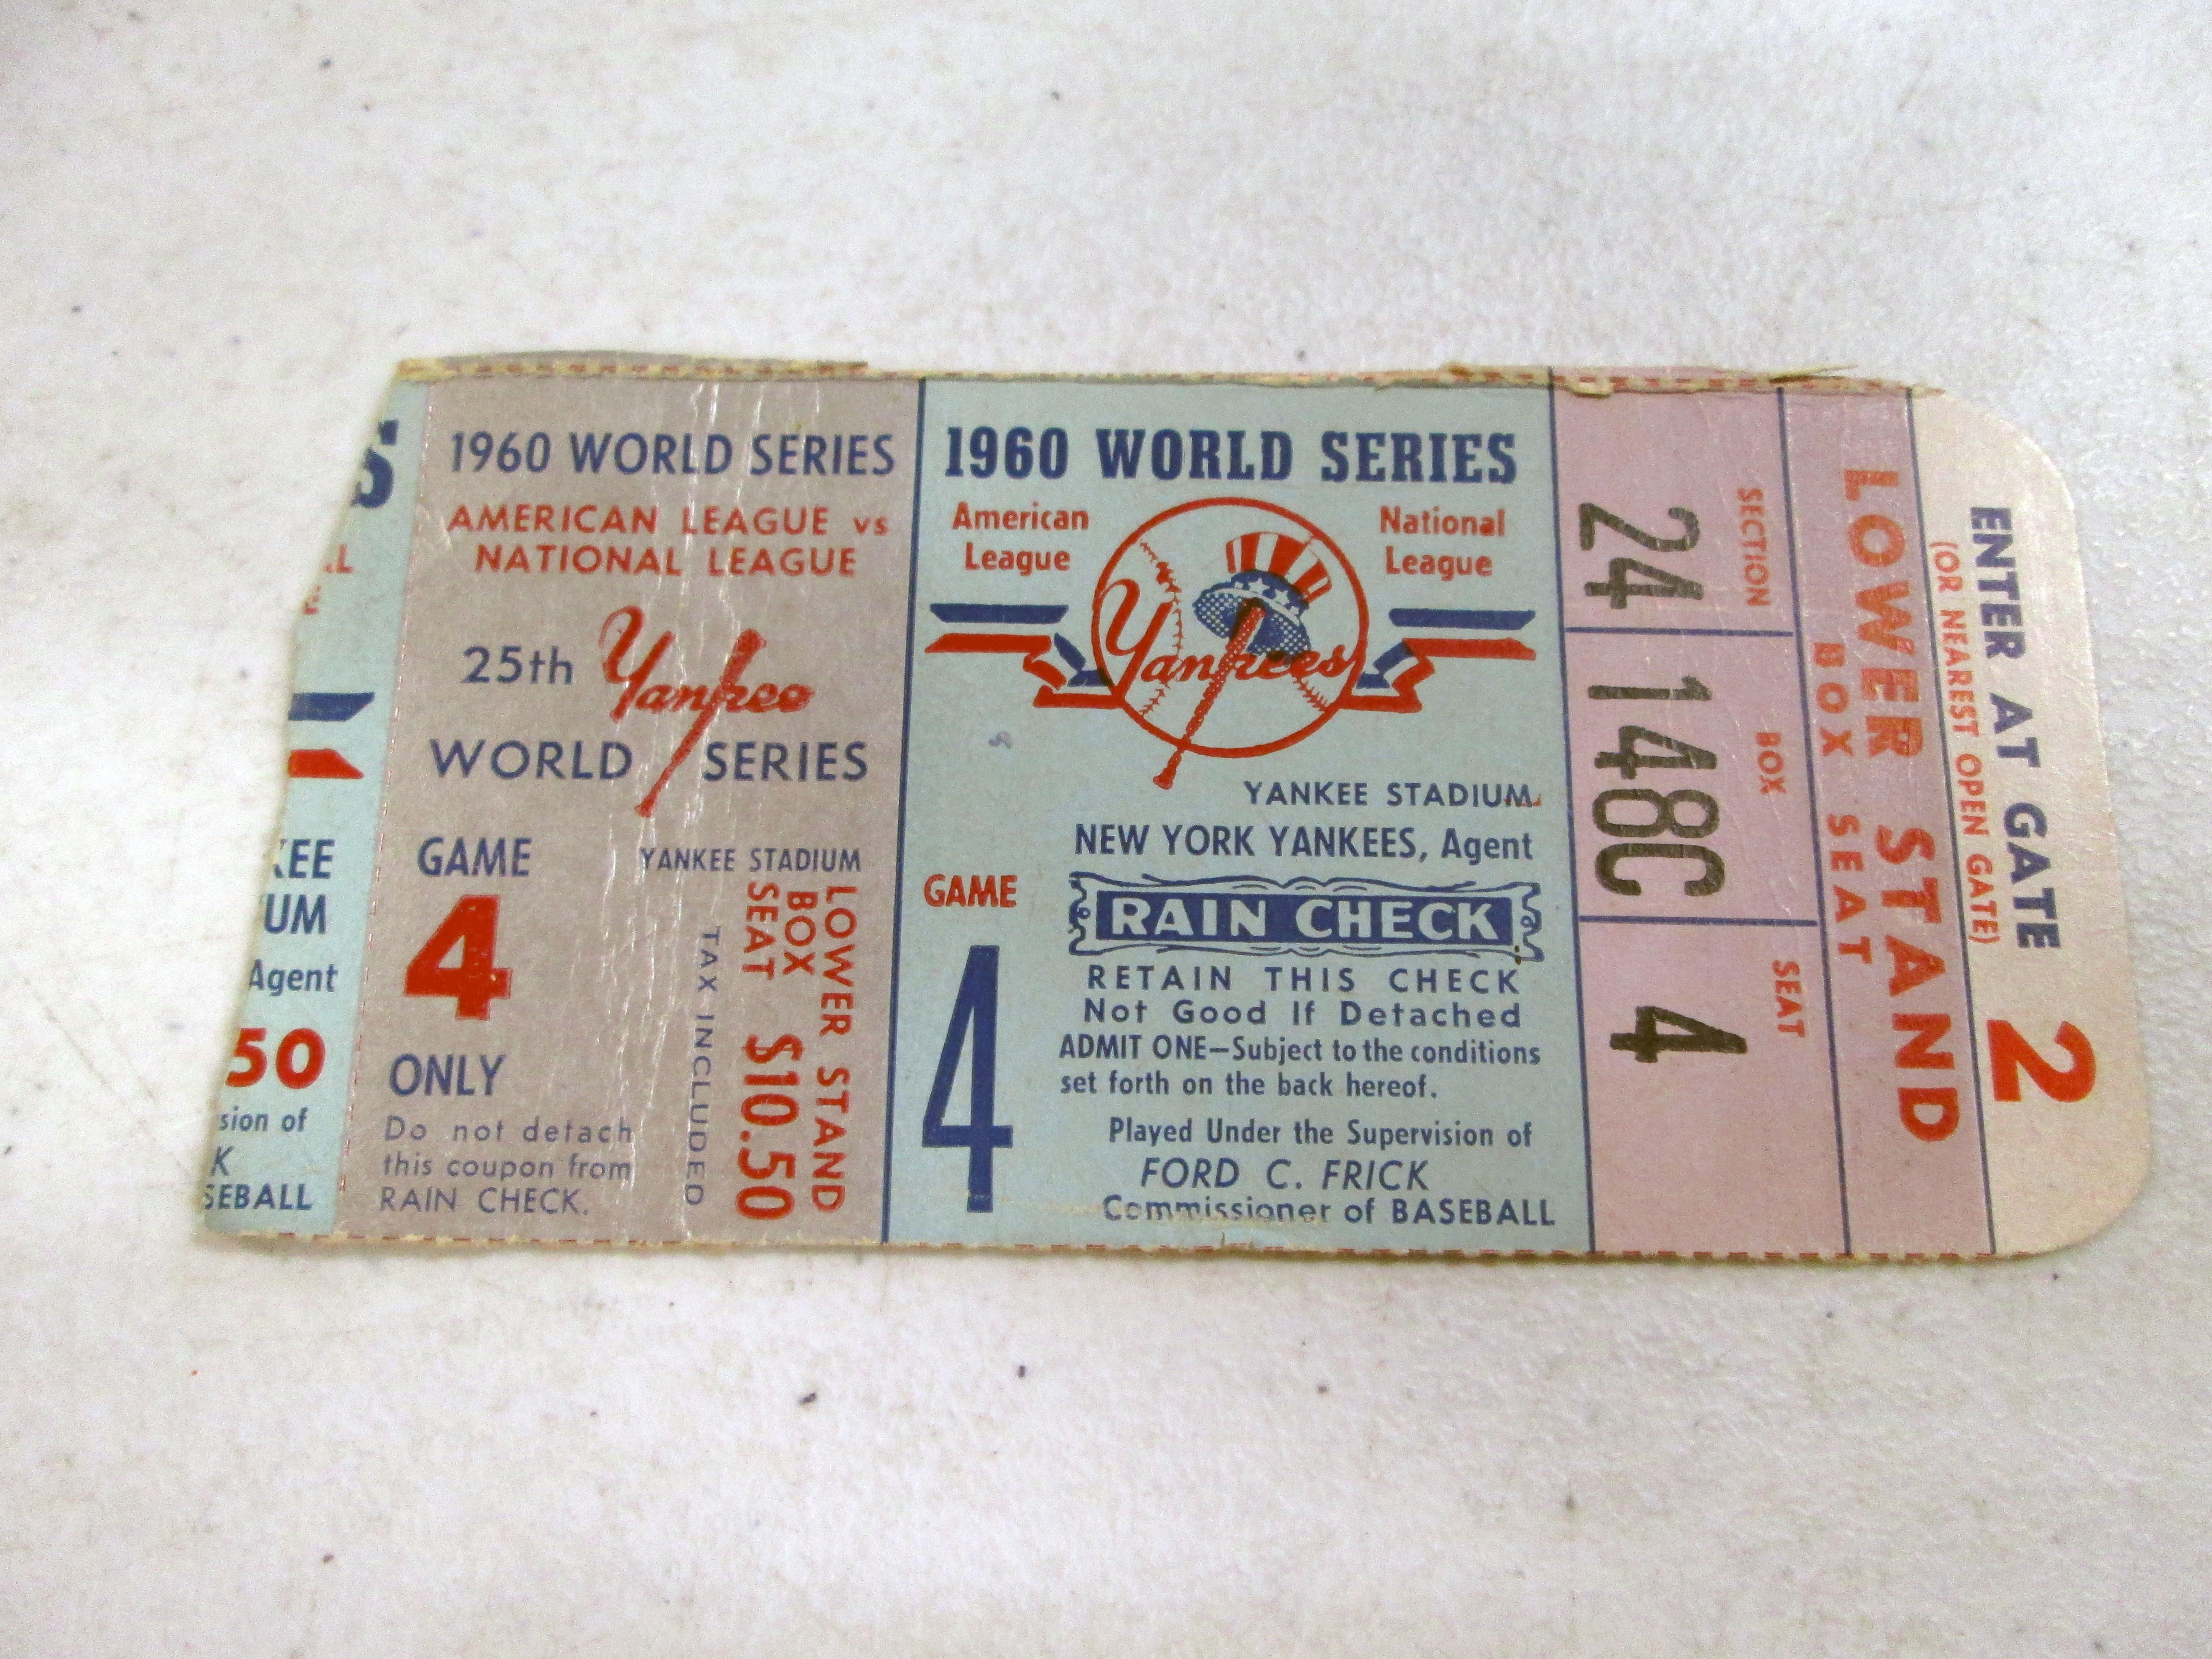 S
AL
KEE
UM
Agent
50
sion of
K
SEBALL
1960 WORLD SERIES
AMERICAN LEAGUE vs
NATIONAL LEAGUE
25th Yankee
WORLD SERIES
GAME
4
ONLY
Do not detach
this coupon from
RAIN CHECK.
YANKEE STADIUM
LOWER STAND
BOX
SEAT $10.50
TAX INCLUDED
1960 WORLD SERIES
American
League
National
League
Yankees
YANKEE STADIUM
NEW YORK YANKEES, Agent
GAME
4
RAIN CHECK
RETAIN THIS CHECK
Not Good If Detached
ADMIT ONE—Subject to the conditions
set forth on the back hereof.
Played Under the Supervision of
FORD C. FRICK
Commissioner of BASEBALL
SECTION
24
BOX
148C
SEAT
4
LOWER STAND
BOX SEAT
ENTER AT GATE 2
(OR NEAREST OPEN GATE)